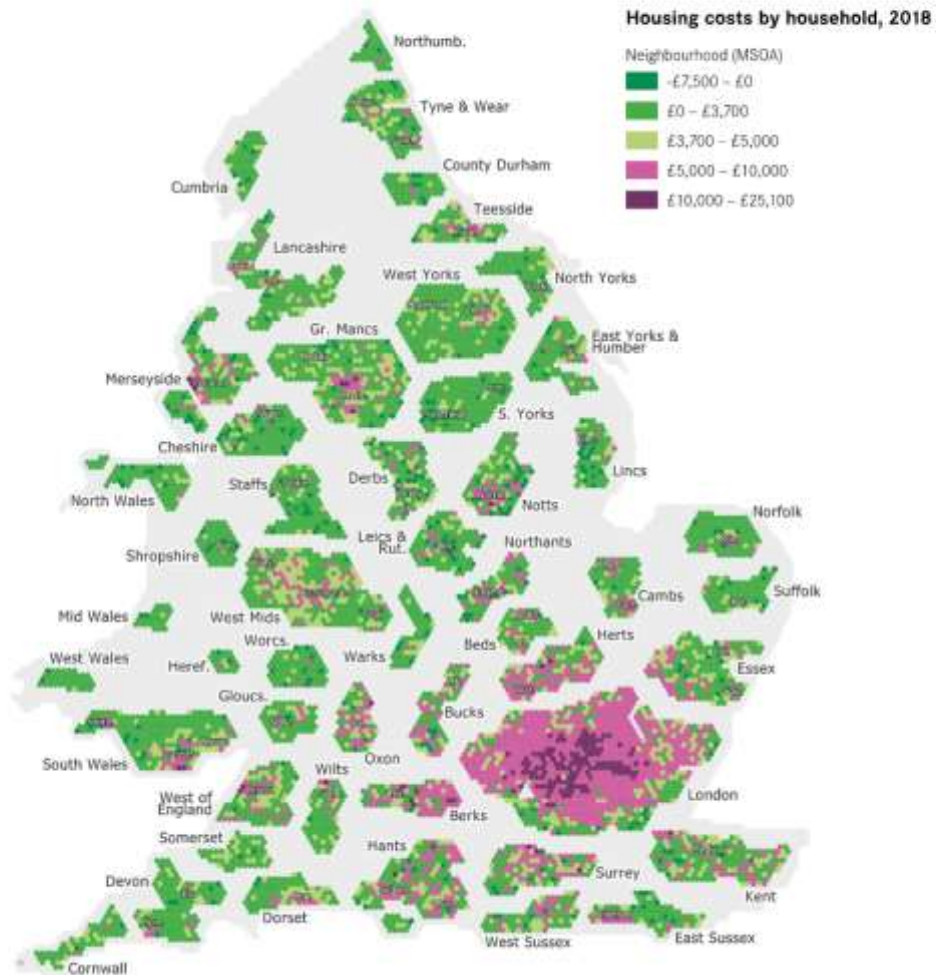 Housing costs by household, 2018
Neighbourhood (MSOA)
-£7,500 – £0
£0 – £3,700
£3,700 – £5,000
£5,000 – £10,000
£10,000 – £25,100
Northumb.
Tyne & Wear
County Durham
Cumbria
Teesside
Lancashire
West Yorks
North Yorks
Gr. Mancs
East Yorks &
Humber
Merseyside
S. Yorks
Cheshire
Lincs
Derbs
Staffs
North Wales
Notts
Norfolk
Leics &
Rut.
Northants
Shropshire
Suffolk
Cambs
Mid Wales
West Mids
Herts
Worcs.
Beds
Warks
West Wales
Heref.
Essex
Gloucs.
Bucks
Oxon
South Wales
Wilts
London
West of
England
Berks
Somerset
Hants
Surrey
Devon
Kent
Dorset
East Sussex
West Sussex
Cornwall